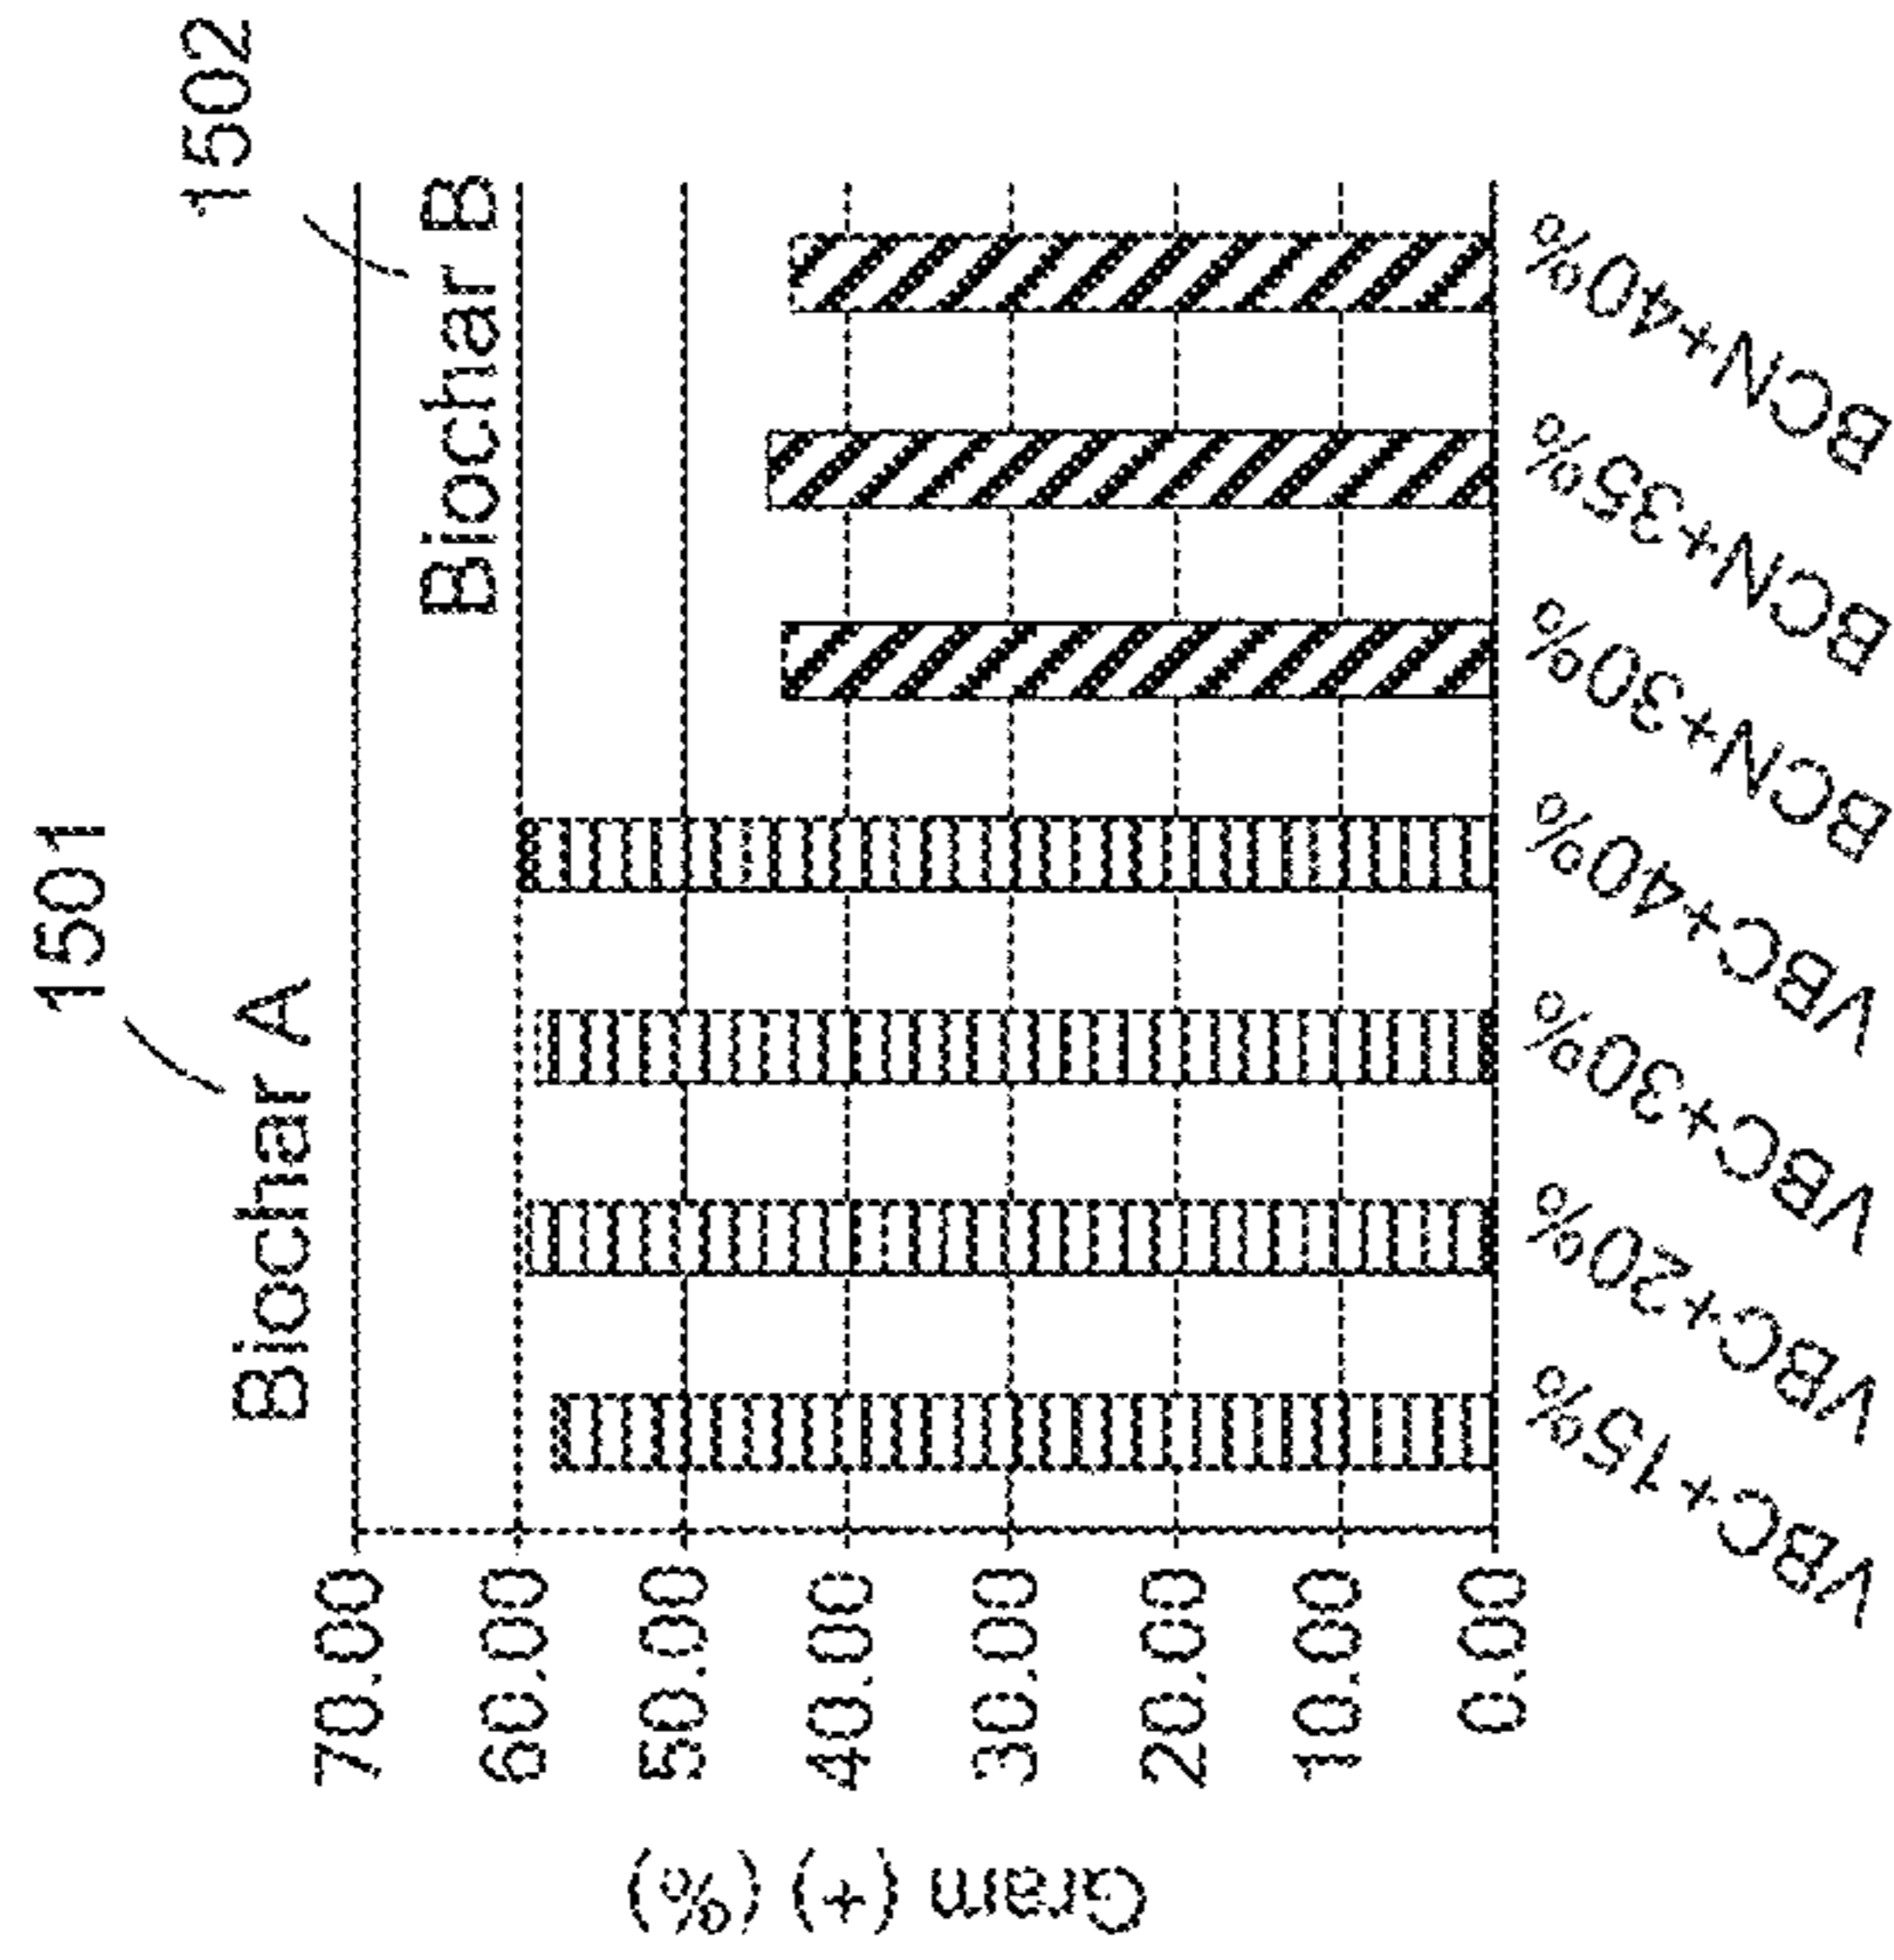 1501
1502
Biochar A
Biochar B
70.00
60.00
50.00
40.00
30.00
20.00
10.00
0.00
Gram (+) (%)
VBC+15%
VBC+20%
VBC+30%
VBC+40%
BCN+30%
BCN+35%
BCN+40%